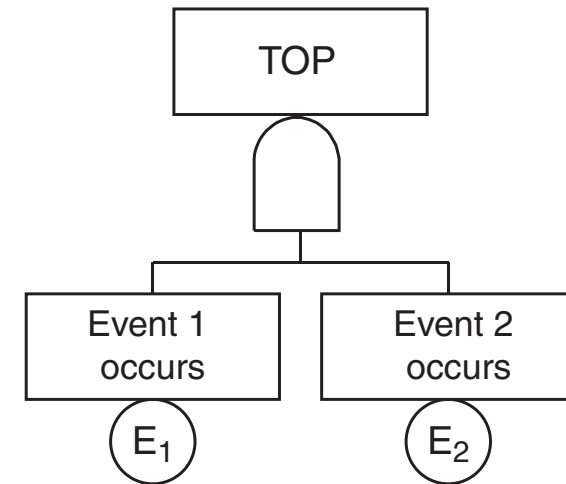 TOP
Event 1
occurs
Event 2
occurs
E₁
E₂